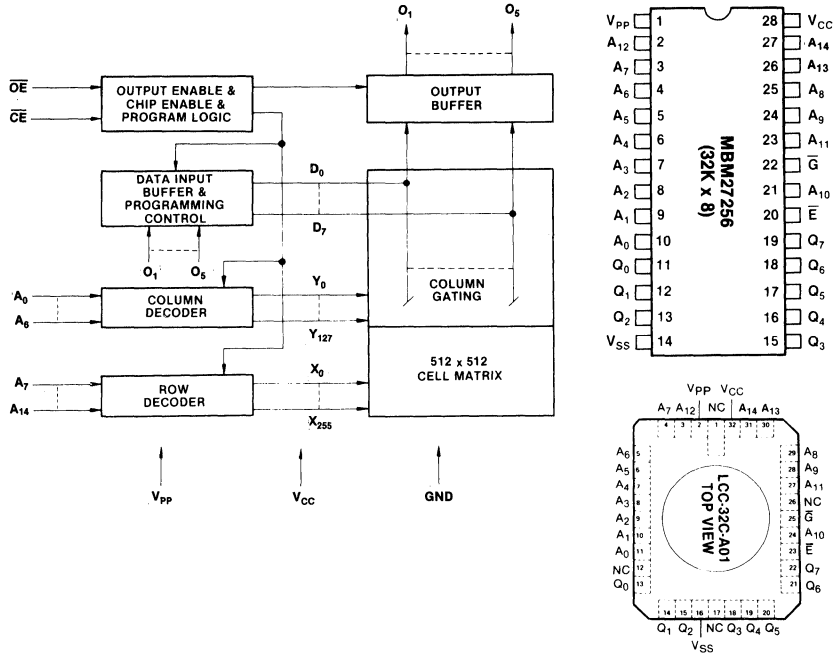 O1 O5
OE
CE
OUTPUT ENABLE &
CHIP ENABLE &
PROGRAM LOGIC
OUTPUT
BUFFER
DATA INPUT
BUFFER &
PROGRAMMING
CONTROL
D0
D7
O1 O5
A0
A6
COLUMN
DECODER
Y0
Y127
COLUMN
GATING
512 x 512
CELL MATRIX
A7
A14
ROW
DECODER
X0
X255
VPP VCC GND
VPP 1 28 VCC
A12 2 27 A14
A7 3 26 A13
A6 4 25 A8
A5 5 24 A9
A4 6 23 A11
A3 7 22 G
A2 8 21 A10
A1 9 20 E
A0 10 19 Q7
Q0 11 18 Q6
Q1 12 17 Q5
Q2 13 16 Q4
VSS 14 15 Q3
MBM27256
(32K x 8)
VPP VCC
A7 A12 NC A14 A13
4 3 2 1 32 31 30
A6 5 29 A8
A5 6 28 A9
A4 7 27 A11
A3 8 26 NC
A2 9 25 G
A1 10 24 A10
A0 11 23 E
NC 12 22 Q7
Q0 13 21 Q6
LCC-32C-A01
TOP VIEW
14 15 16 17 18 19 20
Q1 Q2 NC Q3 Q4 Q5
VSS